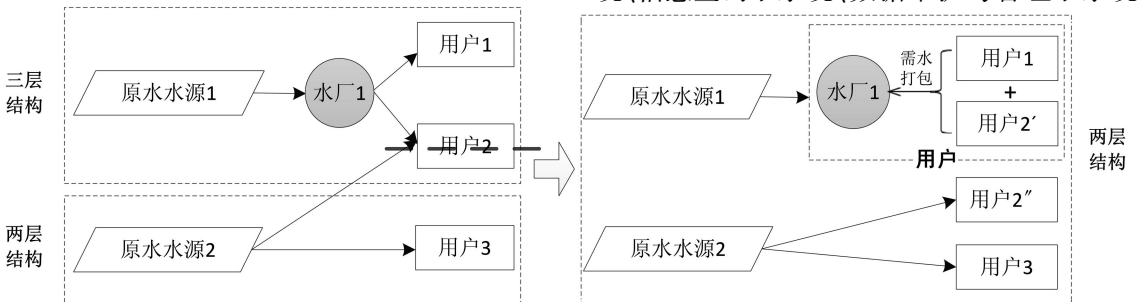 三层
结构
原水水源1
水厂1
用户1
用户2
两层
结构
原水水源2
用户3
原水水源1
水厂1
需水
打包
用户1
+
用户2′
用户
两层
结构
原水水源2
用户2″
用户3